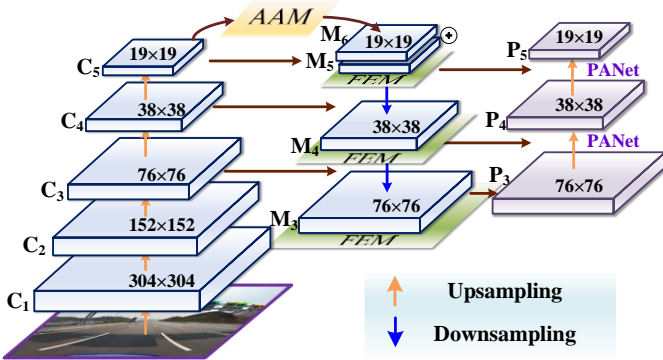 AAM
M6
19×19
19×19
19×19
C5
M5
P5
FEM
PANet
38×38
38×38
38×38
C4
M4
P4
FEM
PANet
76×76
76×76
76×76
C3
M3
P3
FEM
152×152
C2
304×304
C1
Upsampling
Downsampling